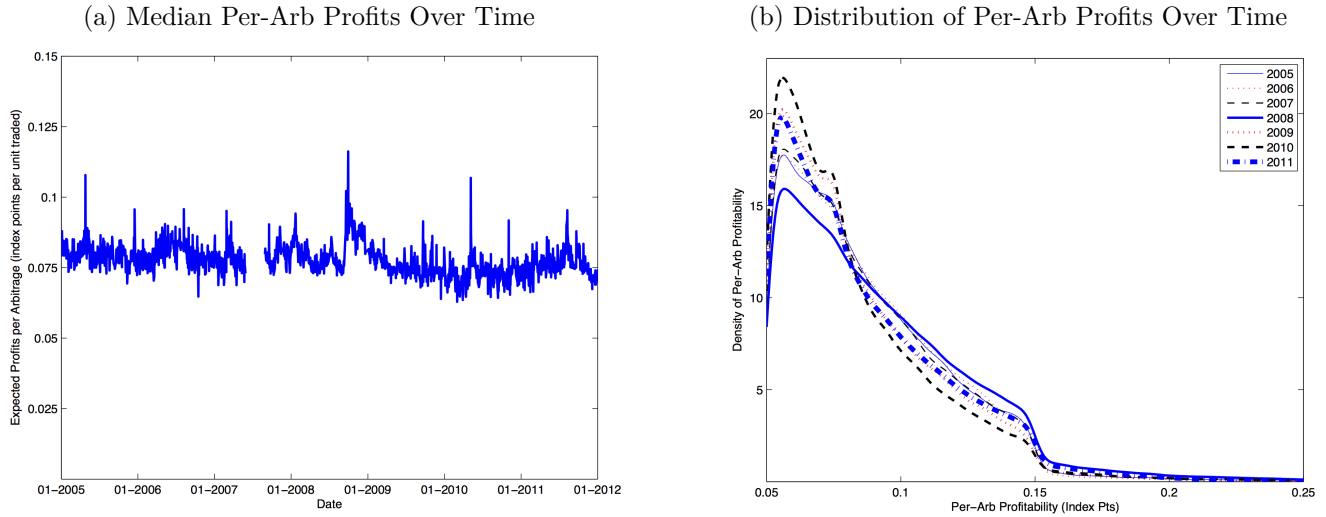 (a) Median Per-Arb Profits Over Time
Expected Profits per Arbitrage (index points per unit traded)
0.15
0.125
0.1
0.075
0.05
0.025
01−2005 01−2006 01−2007 01−2008 01−2009 01−2010 01−2011 01−2012
Date
(b) Distribution of Per-Arb Profits Over Time
Density of Per−Arb Profitability
20
15
10
5
0.05 0.1 0.15 0.2 0.25
Per−Arb Profitability (Index Pts)
2005
2006
2007
2008
2009
2010
2011